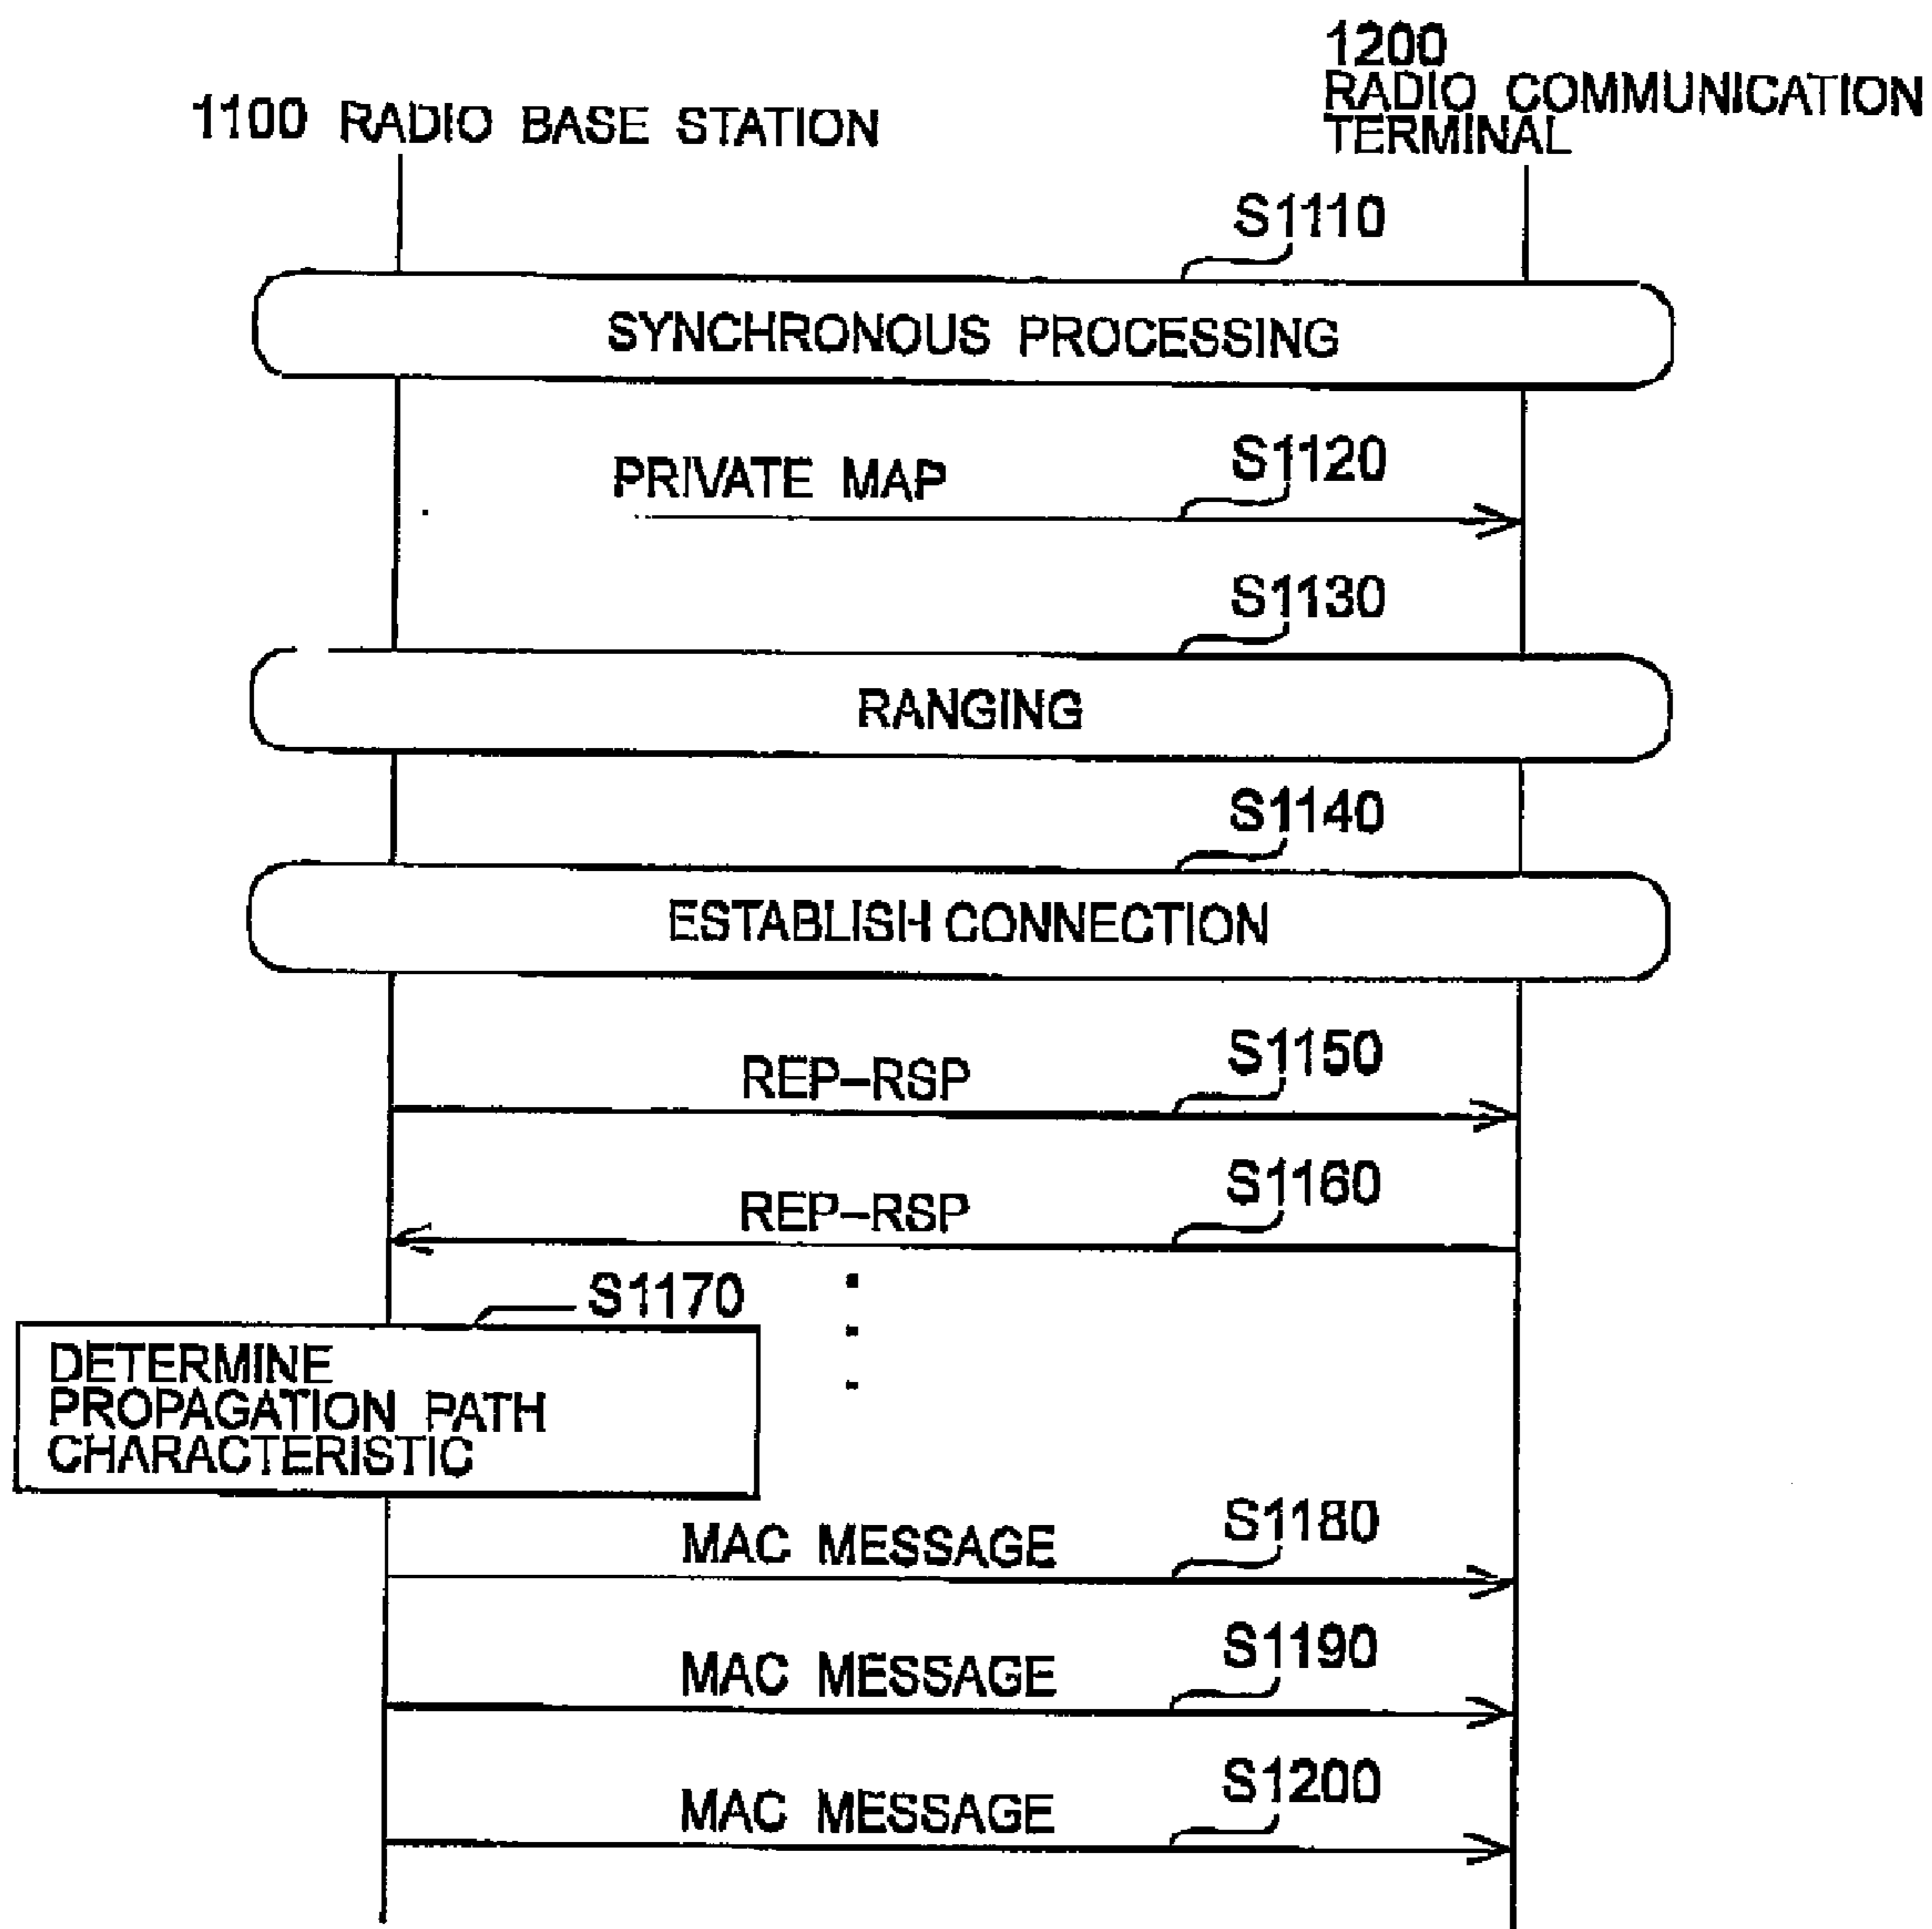 1200
RADIO COMMUNICATION
TERMINAL
1100 RADIO BASE STATION
S1110
SYNCHRONOUS PROCESSING
S1120
PRIVATE MAP
S1130
RANGING
S1140
ESTABLISH CONNECTION
S1150
REP-RSP
S1160
REP-RSP
S1170
DETERMINE
PROPAGATION PATH
CHARACTERISTIC
S1180
MAC MESSAGE
S1190
MAC MESSAGE
S1200
MAC MESSAGE